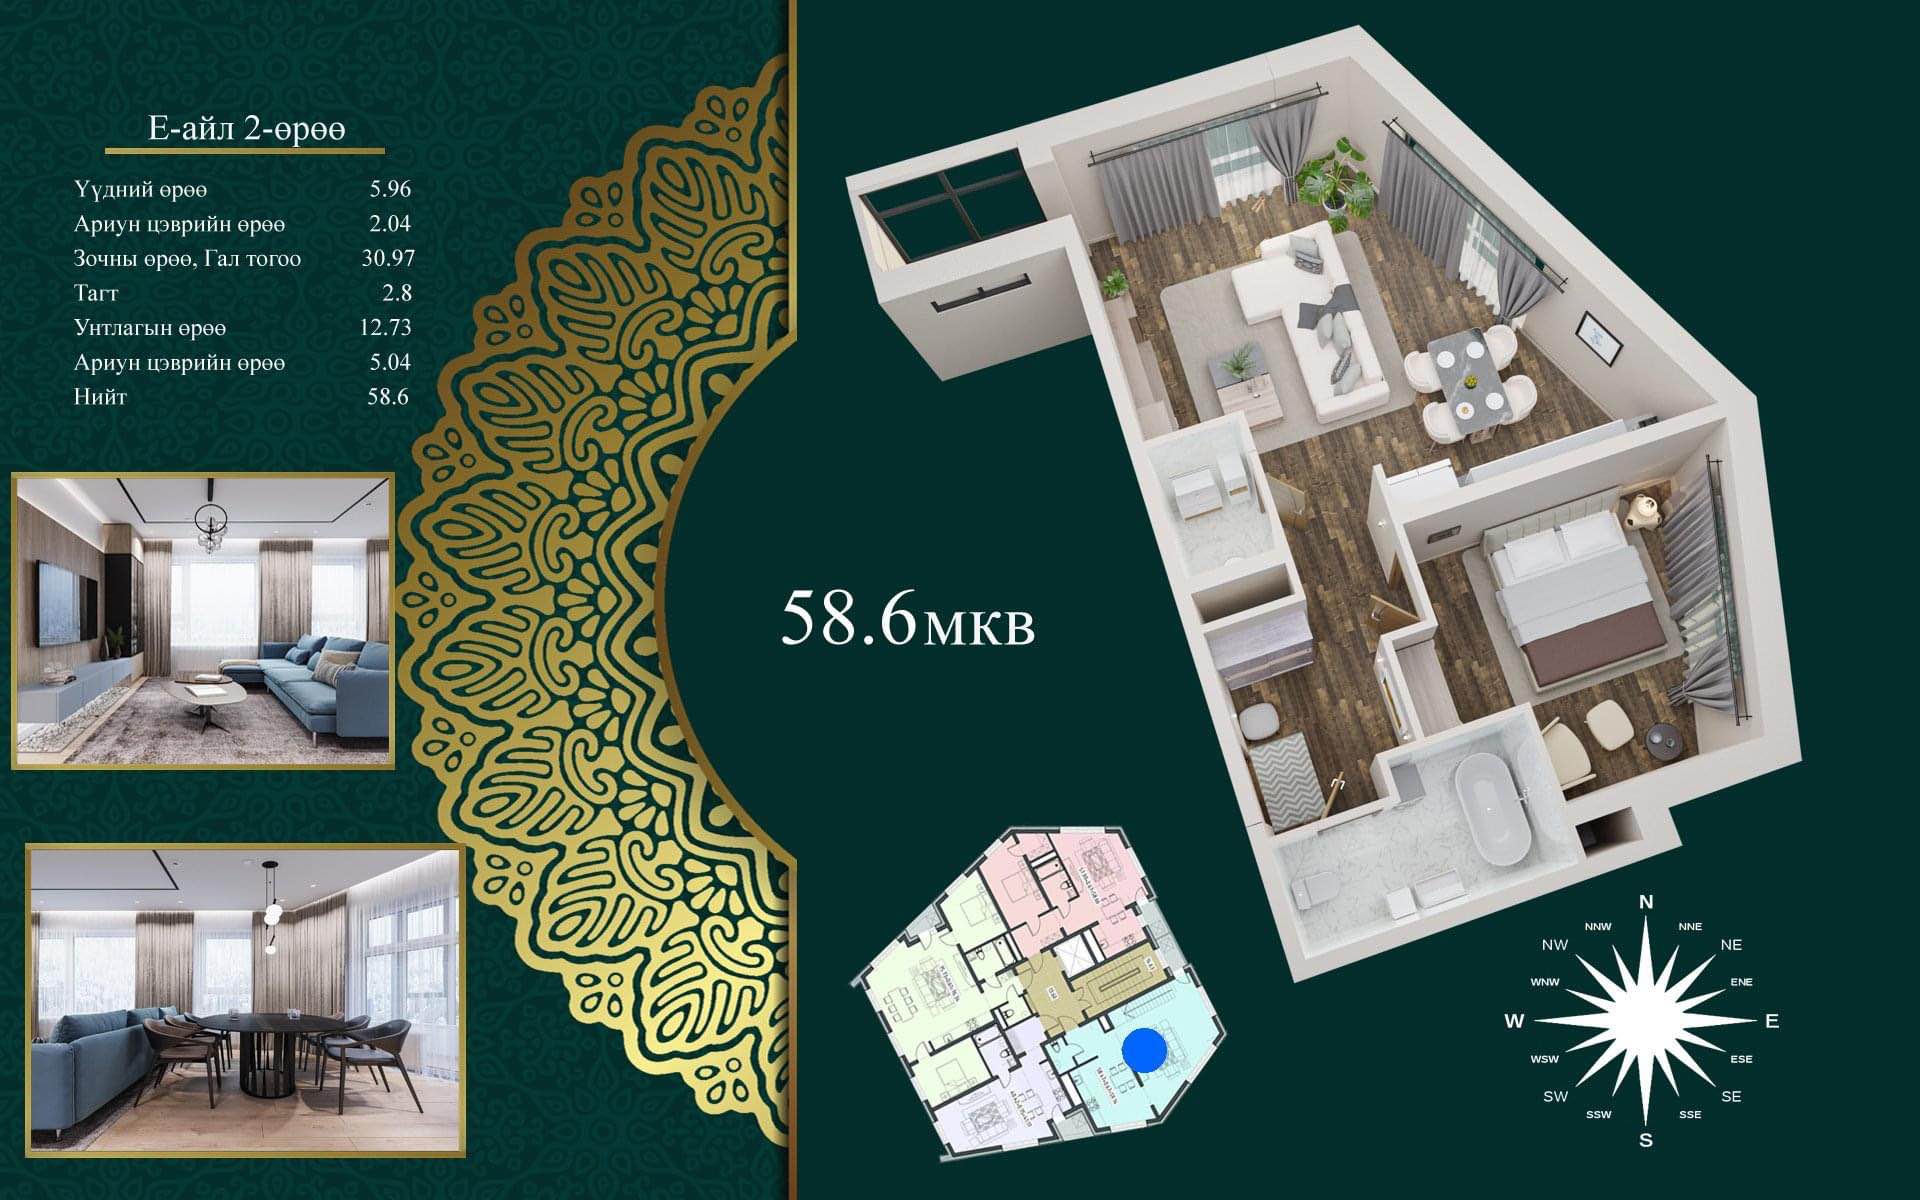 Е-айл 2-өрөө
Үүдний өрөө 5.96
Ариун цэврийн өрөө 2.04
Зочны өрөө, Гал тогоо 30.97
Тагт 2.8
Унтлагын өрөө 12.73
Ариун цэврийн өрөө 5.04
Нийт 58.6
58.6мкв
N
NNW NNE
NW NE
WNW ENE
W E
WSW ESE
SW SE
SSW SSE
S